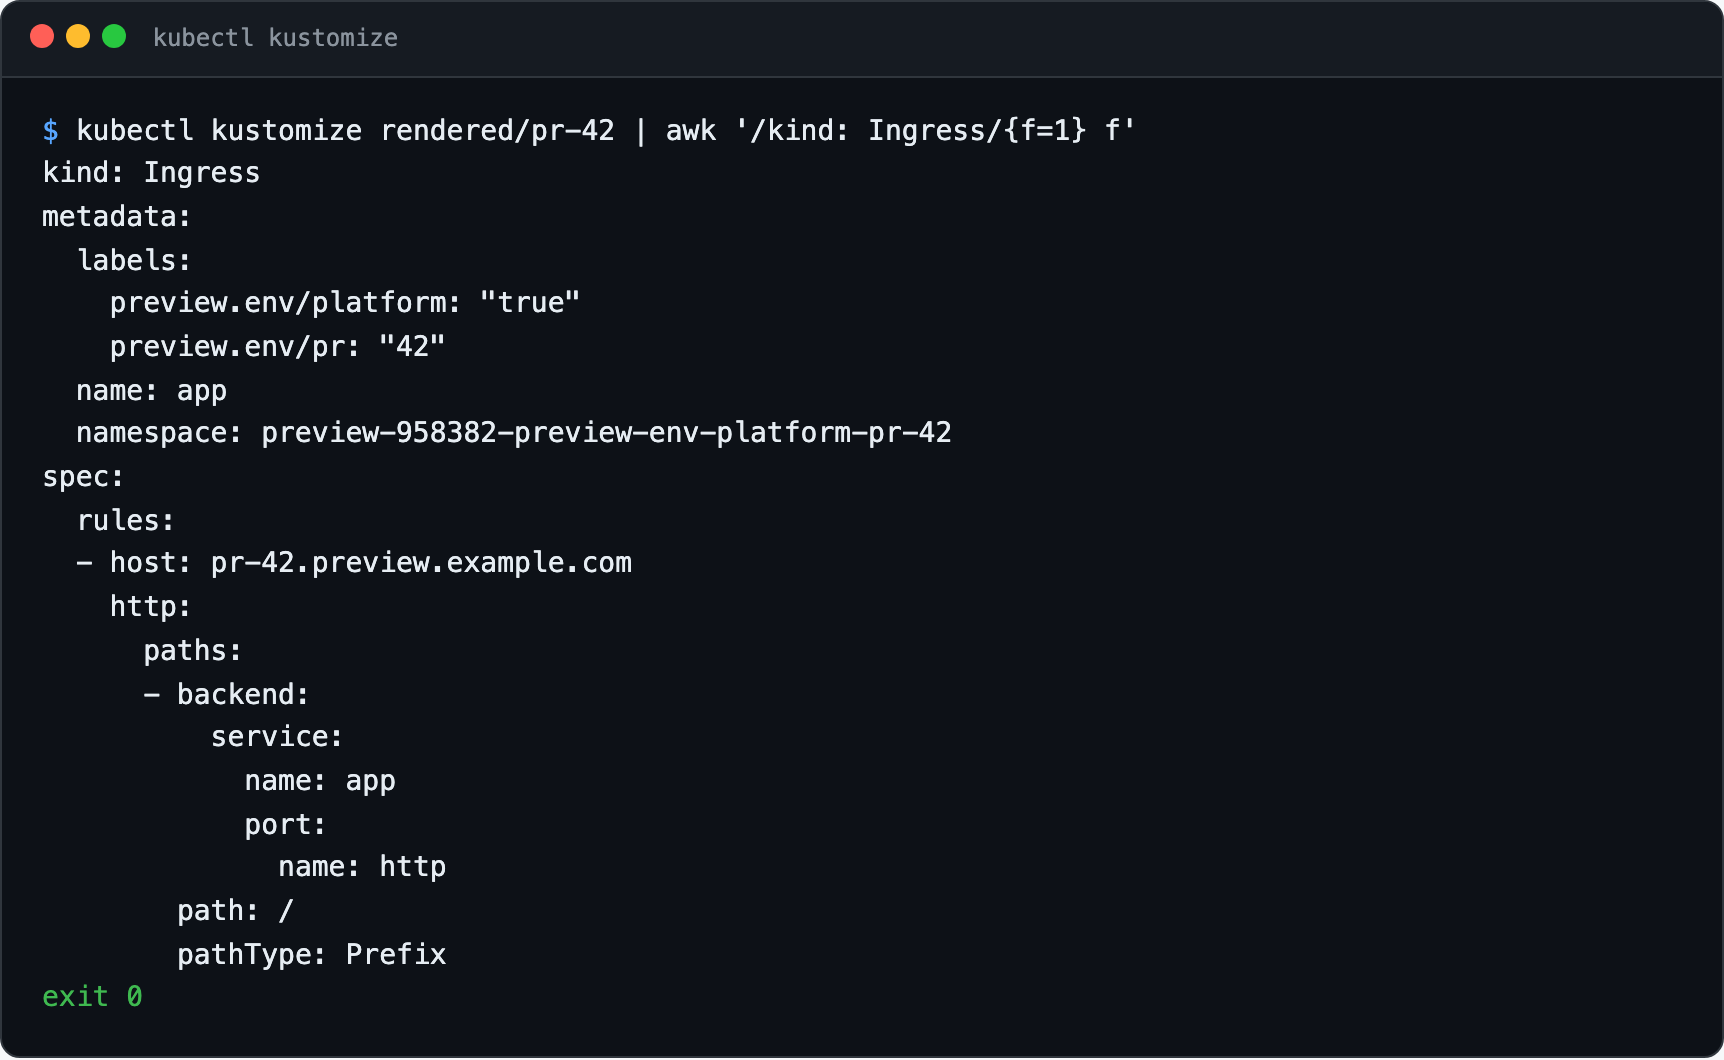 kubectl kustomize
$ kubectl kustomize rendered/pr-42 | awk '/kind: Ingress/{f=1} f'
kind: Ingress
metadata:
  labels:
    preview.env/platform: "true"
    preview.env/pr: "42"
  name: app
  namespace: preview-958382-preview-env-platform-pr-42
spec:
  rules:
  - host: pr-42.preview.example.com
    http:
      paths:
      - backend:
          service:
            name: app
            port:
              name: http
        path: /
        pathType: Prefix
exit 0